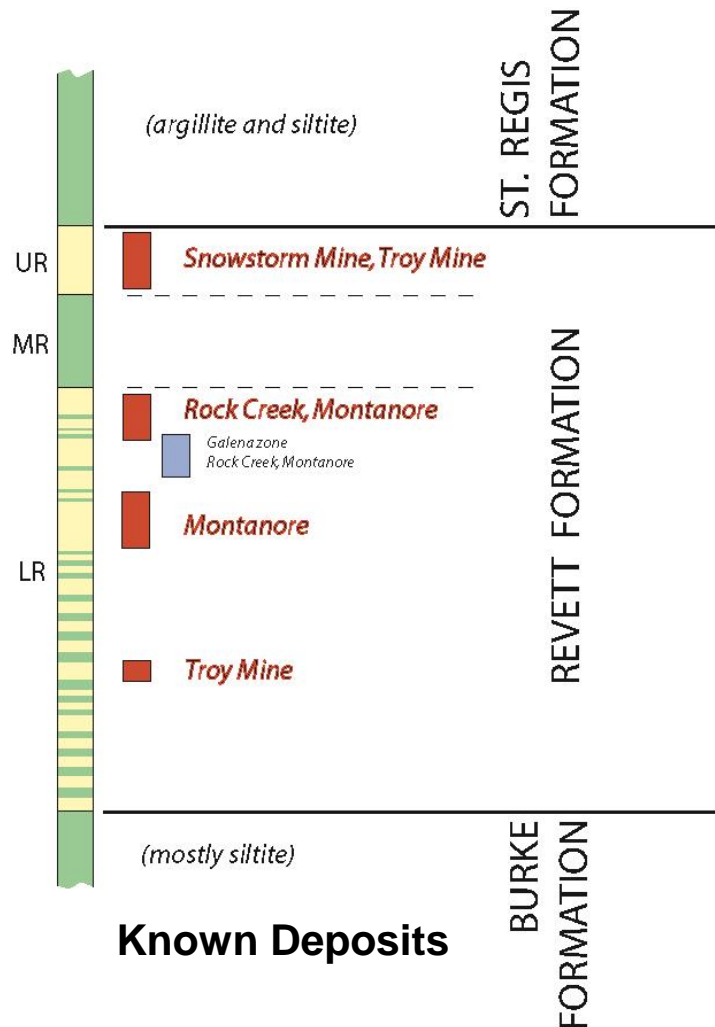 ST. REGIS
FORMATION
(argillite and siltite)
UR
Snowstorm Mine, Troy Mine
MR
REVETT FORMATION
Rock Creek, Montanore
Galena zone
Rock Creek, Montanore
Montanore
LR
Troy Mine
(mostly siltite)
BURKE
FORMATION
Known Deposits